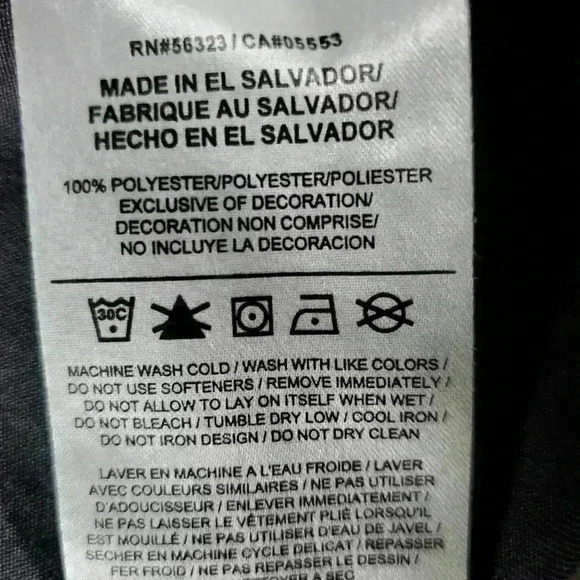 RN#56323 / CA#05553
MADE IN EL SALVADOR/
FABRIQUE AU SALVADOR/
HECHO EN EL SALVADOR
100% POLYESTER/POLYESTER/POLIESTER
EXCLUSIVE OF DECORATION/
DECORATION NON COMPRISE/
NO INCLUYE LA DECORACION
30C
MACHINE WASH COLD / WASH WITH LIKE COLORS /
DO NOT USE SOFTENERS / REMOVE IMMEDIATELY /
DO NOT ALLOW TO LAY ON ITSELF WHEN WET /
DO NOT BLEACH / TUMBLE DRY LOW / COOL IRON /
DO NOT IRON DESIGN / DO NOT DRY CLEAN
LAVER EN MACHINE A L'EAU FROIDE / LAVER
AVEC COULEURS SIMILAIRES / NE PAS UTILISER
D'ADOUCISSEUR / ENLEVER IMMEDIATEMENT /
NE PAS LAISSER LE VÊTEMENT PLIÉ LORSQU'IL
EST MOUILLÉ / NE PAS UTILISER D'EAU DE JAVEL /
SECHER EN MACHINE CYCLE DELICAT / REPASSER
FER FROID / NE PAS REPASSER LE DESSIN /
A SEC